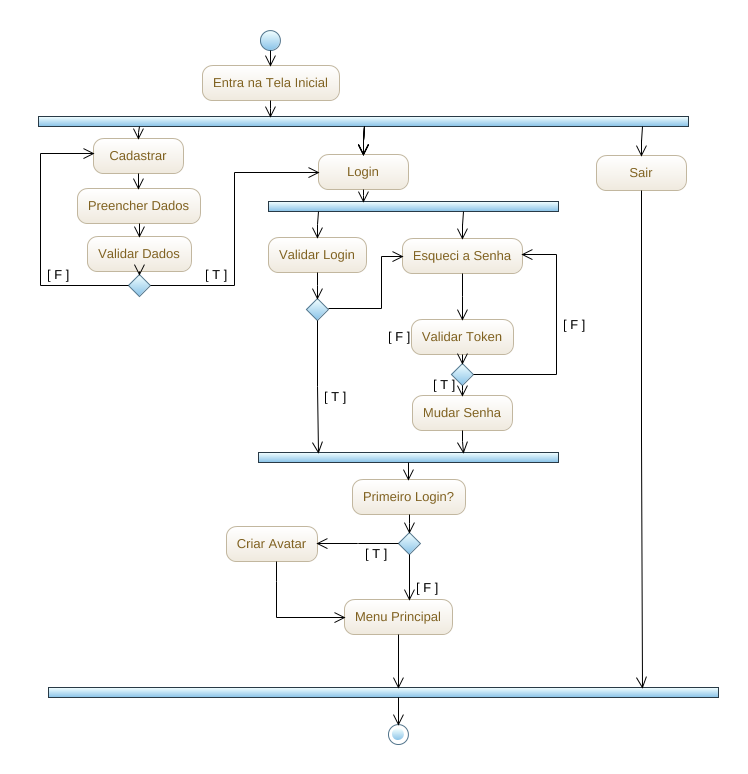 Entra na Tela Inicial
Cadastrar
Login
Sair
Preencher Dados
Validar Dados
Validar Login
Esqueci a Senha
[ F ]
[ T ]
[ F ]
[ F ]
Validar Token
[ T ]
[ T ]
Mudar Senha
Primeiro Login?
Criar Avatar
[ T ]
[ F ]
Menu Principal